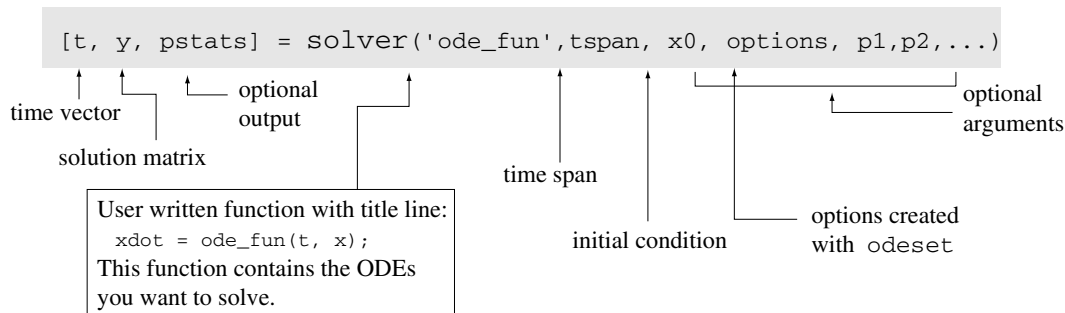 [t, y, pstats] = solver('ode_fun',tspan, x0, options, p1,p2,...)
time vector
optional
output
optional
arguments
solution matrix
time span
User written function with title line:
xdot = ode_fun(t, x);
This function contains the ODEs
you want to solve.
initial condition
options created
with odeset